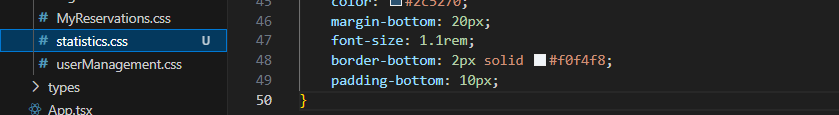 45 color: #2c5270;
MyReservations.css
46 margin-bottom: 20px;
statistics.css U
47 font-size: 1.1rem;
userManagement.css
48 border-bottom: 2px solid #f0f4f8;
types
49 padding-bottom: 10px;
App.tsx
50 }